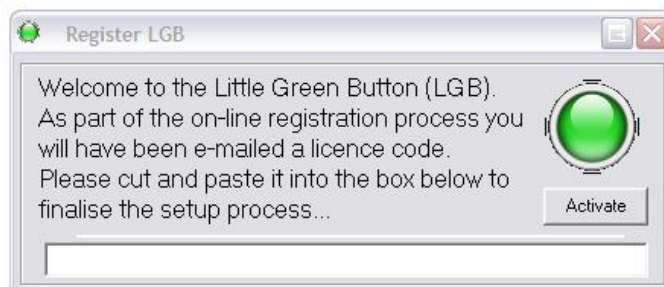 Register LGB
Welcome to the Little Green Button (LGB).
As part of the on-line registration process you
will have been e-mailed a licence code.
Please cut and paste it into the box below to
finalise the setup process...
Activate